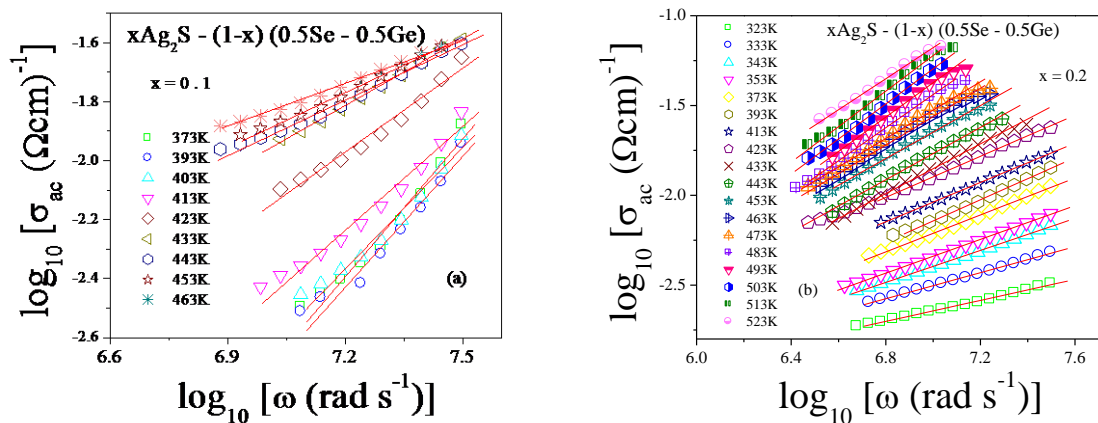 (a)
xAg₂S - (1-x) (0.5Se - 0.5Ge)
x = 0.1
373K
393K
403K
413K
423K
433K
443K
453K
463K
-1.6
-1.8
-2.0
-2.2
-2.4
-2.6
6.6
6.9
7.2
7.5
log₁₀ [σac (Ωcm)⁻¹
log₁₀ [ω (rad s⁻¹)
(a)
xAg₂S - (1-x) (0.5Se - 0.5Ge)
x = 0.2
323K
333K
343K
353K
373K
393K
413K
423K
433K
443K
453K
463K
473K
483K
493K
503K
513K
523K
(b)
-1.0
-1.5
-2.0
-2.5
6.0
6.4
6.8
7.2
7.6
log₁₀ [σac (Ωcm)⁻¹
log₁₀ [ω (rad s⁻¹)